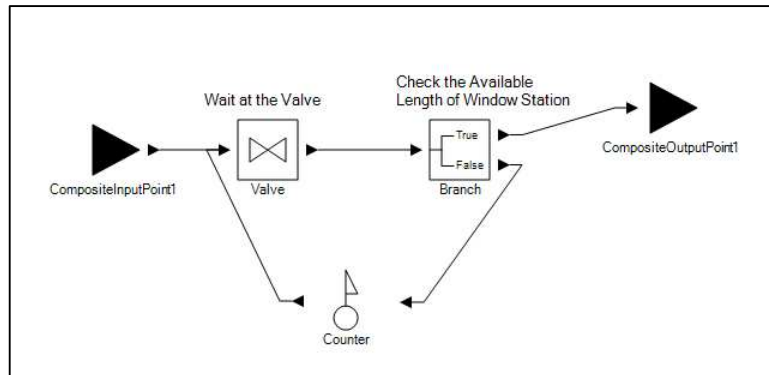 Check the Available
Length of Window Station
Wait at the Valve
True
False
CompositeInputPoint1
Valve
Branch
CompositeOutputPoint1
Counter